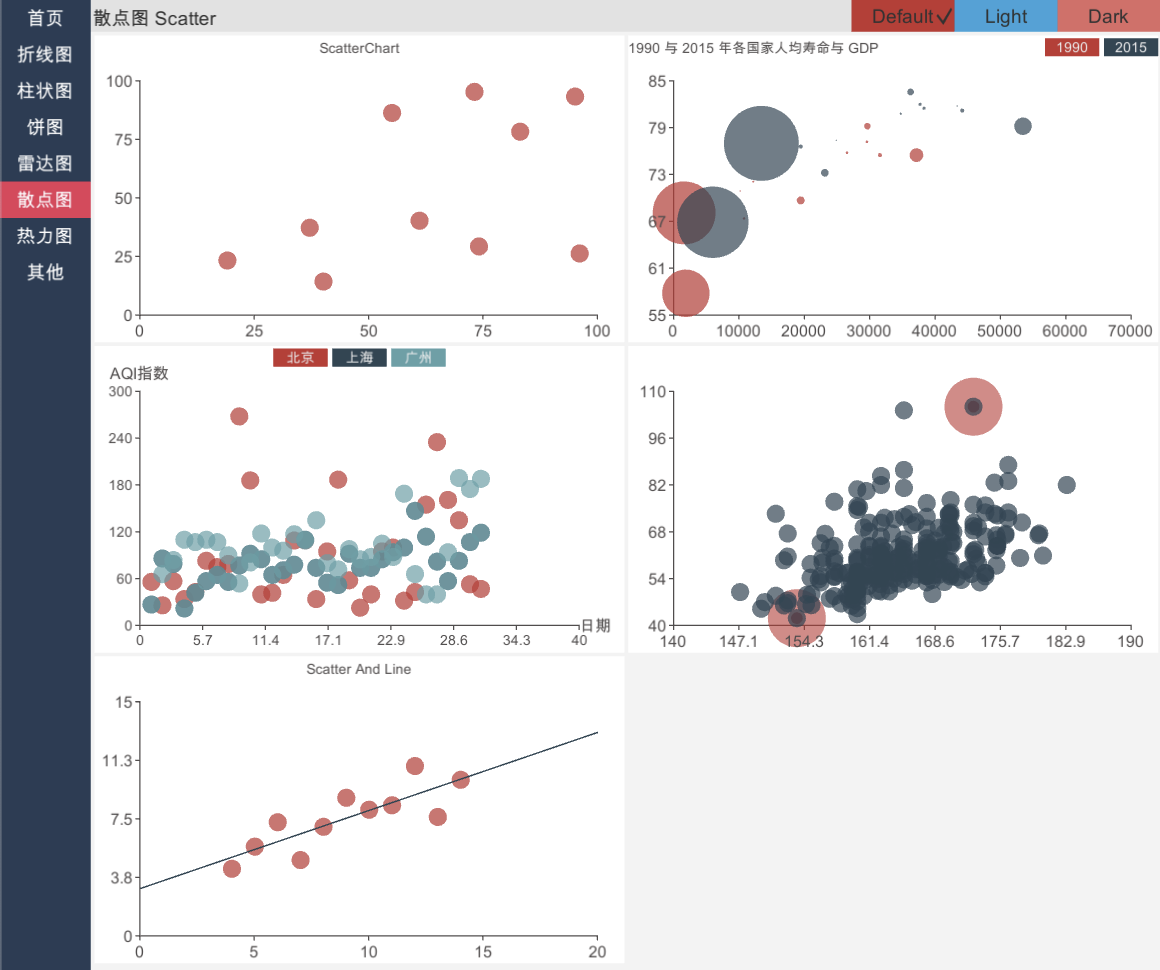 首页
折线图
柱状图
饼图
雷达图
散点图
热力图
其他
散点图 Scatter
Default✓
Light
Dark
ScatterChart
100
75
50
25
0
0 25 50 75 100
1990 与 2015 年各国家人均寿命与 GDP
1990 2015
85
79
73
67
61
55
0 10000 20000 30000 40000 50000 60000 70000
北京 上海 广州
AQI指数
300
240
180
120
60
0
日期
0 5.7 11.4 17.1 22.9 28.6 34.3 40
110
96
82
68
54
40
140 147.1 154.3 161.4 168.6 175.7 182.9 190
Scatter And Line
15
11.3
7.5
3.8
0
0 5 10 15 20